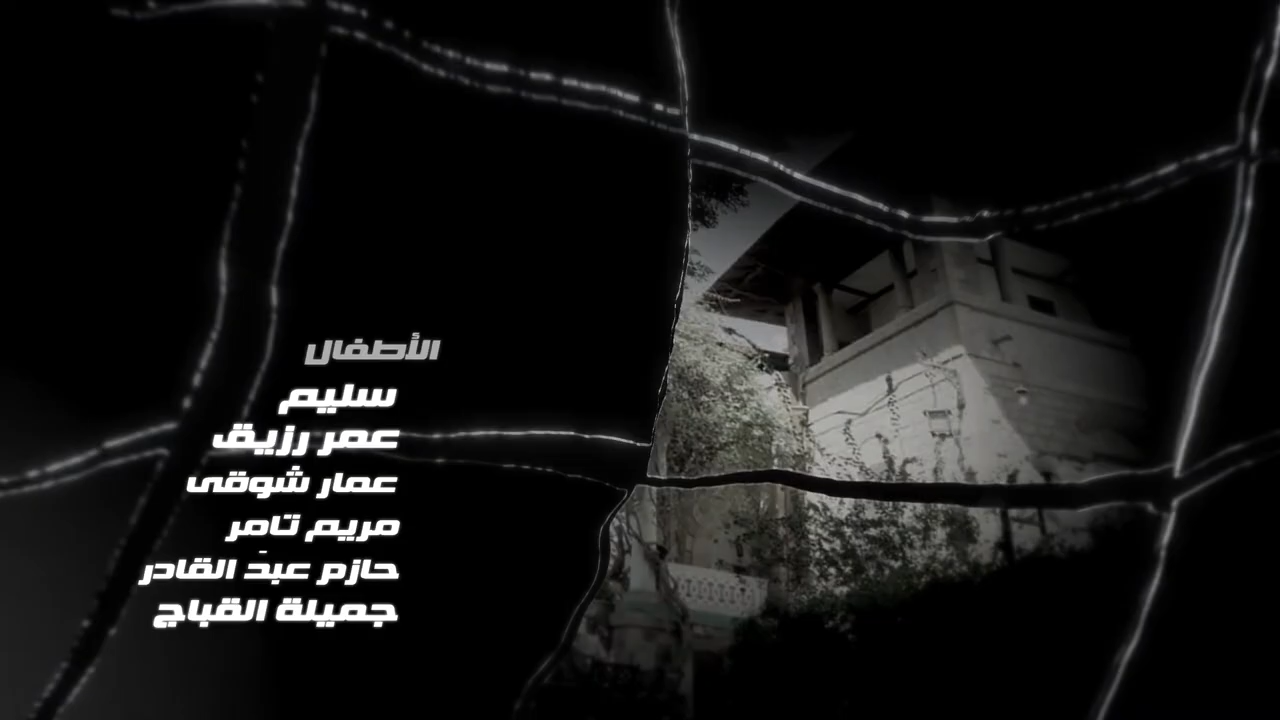 الأطفال
سليم
عمر رزيق
عمار شوقى
مريم تامر
حازم عبد القادر
جميلة القباج